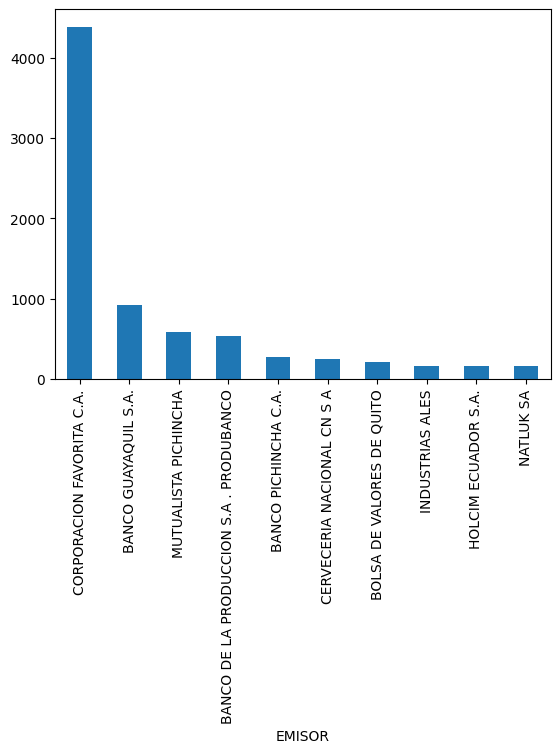 4000
3000
2000
1000
0
CORPORACION FAVORITA C.A.
BANCO GUAYAQUIL S.A.
MUTUALISTA PICHINCHA
BANCO DE LA PRODUCCION S.A . PRODUBANCO
BANCO PICHINCHA C.A.
CERVECERIA NACIONAL CN S A
BOLSA DE VALORES DE QUITO
INDUSTRIAS ALES
HOLCIM ECUADOR S.A.
NATLUK SA
EMISOR